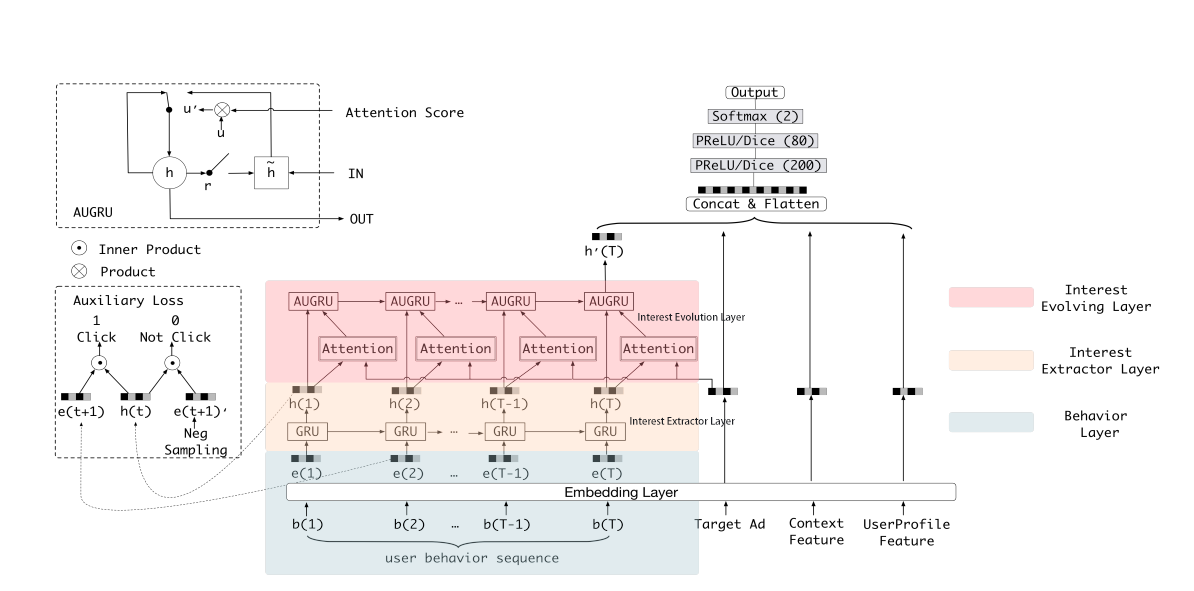 Output
Softmax (2)
PReLU/Dice (80)
PReLU/Dice (200)
Concat & Flatten
u′
u
Attention Score
h
r
h̃
IN
AUGRU
OUT
Inner Product
Product
h′(T)
Auxiliary Loss
1
0
Click
Not Click
e(t+1)
h(t)
e(t+1)′
Neg
Sampling
AUGRU
AUGRU
...
AUGRU
AUGRU
Interest Evolution Layer
Attention
Attention
Attention
Attention
h(1)
h(2)
h(T-1)
h(T)
Interest Extractor Layer
GRU
GRU
...
GRU
GRU
e(1)
e(2)
...
e(T-1)
e(T)
Embedding Layer
b(1)
b(2)
...
b(T-1)
b(T)
Target Ad
Context
Feature
UserProfile
Feature
user behavior sequence
Interest
Evolving Layer
Interest
Extractor Layer
Behavior
Layer